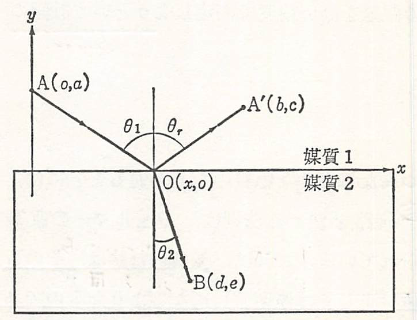 y
A(o,a)
A′(b,c)
θ1
θr
媒質1
x
O(x,o)
媒質2
θ2
B(d,e)